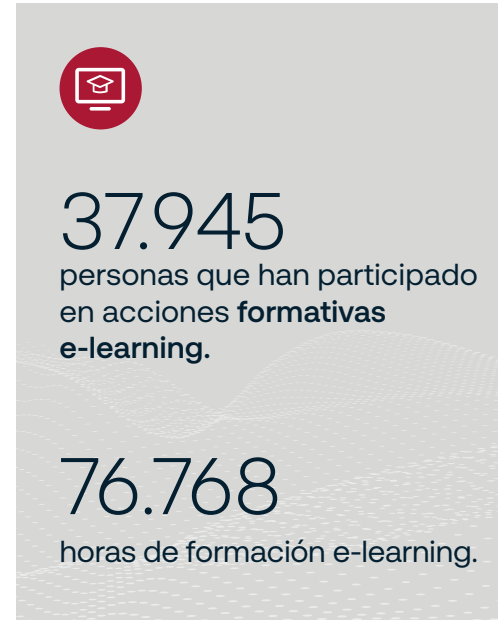 37.945
personas que han participado
en acciones formativas
e-learning.
76.768
horas de formación e-learning.